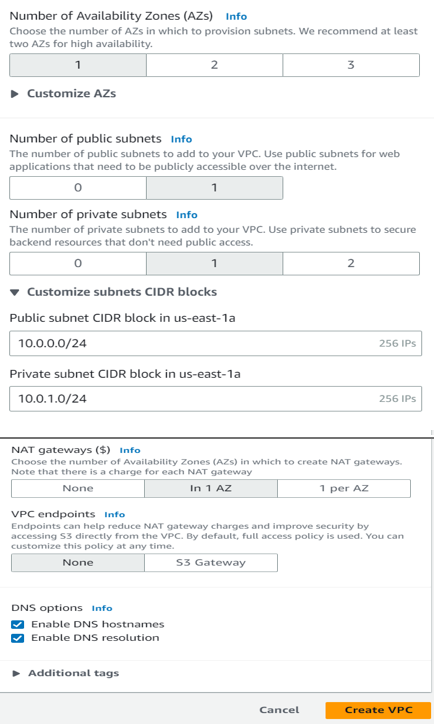 Number of Availability Zones (AZs) Info
Choose the number of AZs in which to provision subnets. We recommend at least
two AZs for high availability.
1 2 3
Customize AZs
Number of public subnets Info
The number of public subnets to add to your VPC. Use public subnets for web
applications that need to be publicly accessible over the internet.
0 1
Number of private subnets Info
The number of private subnets to add to your VPC. Use private subnets to secure
backend resources that don't need public access.
0 1 2
Customize subnets CIDR blocks
Public subnet CIDR block in us-east-1a
10.0.0.0/24 256 IPs
Private subnet CIDR block in us-east-1a
10.0.1.0/24 256 IPs
NAT gateways ($) Info
Choose the number of Availability Zones (AZs) in which to create NAT gateways.
Note that there is a charge for each NAT gateway
None In 1 AZ 1 per AZ
VPC endpoints Info
Endpoints can help reduce NAT gateway charges and improve security by
accessing S3 directly from the VPC. By default, full access policy is used. You can
customize this policy at any time.
None S3 Gateway
DNS options Info
Enable DNS hostnames
Enable DNS resolution
Additional tags
Cancel Create VPC